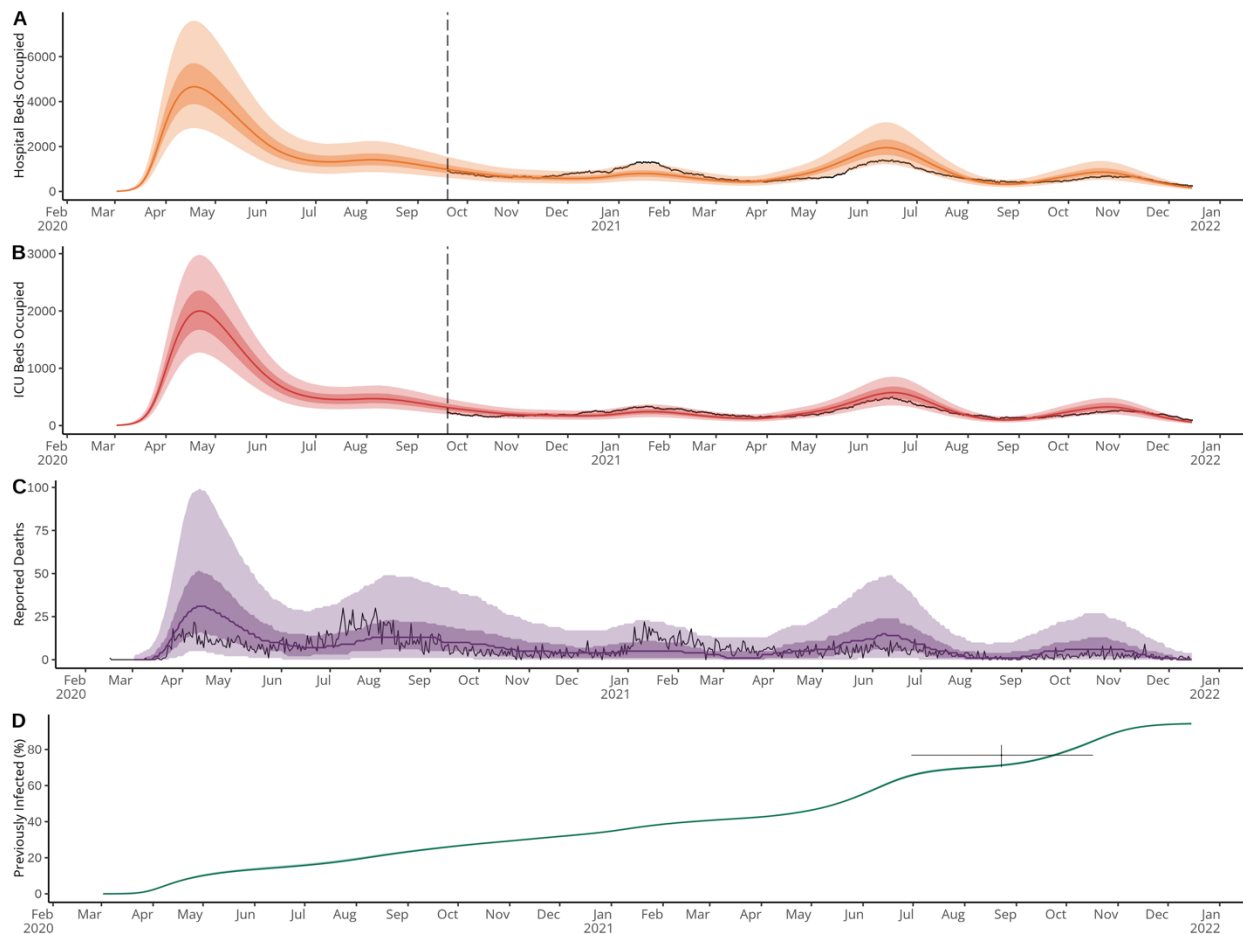 A
Hospital Beds Occupied
6000
4000
2000
0
Feb Mar Apr May Jun Jul Aug Sep Oct Nov Dec Jan Feb Mar Apr May Jun Jul Aug Sep Oct Nov Dec Jan
2020 2021 2022
B
ICU Beds Occupied
3000
2000
1000
0
Feb Mar Apr May Jun Jul Aug Sep Oct Nov Dec Jan Feb Mar Apr May Jun Jul Aug Sep Oct Nov Dec Jan
2020 2021 2022
C
Reported Deaths
100
75
50
25
0
Feb Mar Apr May Jun Jul Aug Sep Oct Nov Dec Jan Feb Mar Apr May Jun Jul Aug Sep Oct Nov Dec Jan
2020 2021 2022
D
Previously Infected (%)
80
60
40
20
0
Feb Mar Apr May Jun Jul Aug Sep Oct Nov Dec Jan Feb Mar Apr May Jun Jul Aug Sep Oct Nov Dec Jan
2020 2021 2022